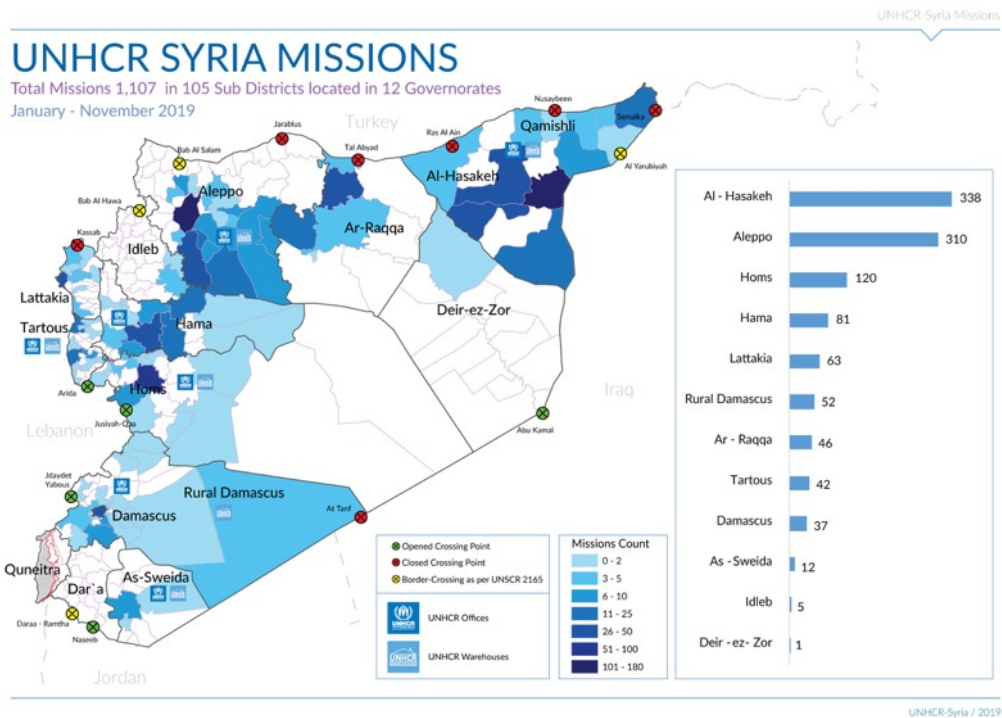 UNHCR-Syria Missions
UNHCR SYRIA MISSIONS
Total Missions 1,107 in 105 Sub Districts located in 12 Governorates
January - November 2019
Turkey
Nusaybeen
Jarablus
Ras Al Ain
Qamishli
Semalka
Bab Al Salam
Tal Abyad
Al Yarubiyah
Aleppo
Al-Hasakeh
Bab Al Hawa
Kassab
Idleb
Ar-Raqqa
Lattakia
Tartous
Hama
Deir-ez-Zor
Homs
Arida
Iraq
Jusiyah-Qaa
Lebanon
Abu Kamal
Jdaydet
Yabous
Rural Damascus
At Tanf
Damascus
Quneitra
As-Sweida
Dar`a
Daraa - Ramtha
Naseeb
Jordan
Opened Crossing Point
Closed Crossing Point
Border-Crossing as per UNSCR 2165
UNHCR
UNHCR Offices
UNHCR
UNHCR Warehouses
Missions Count
0 - 2
3 - 5
6 - 10
11 - 25
26 - 50
51 - 100
101 - 180
Al - Hasakeh 338
Aleppo 310
Homs 120
Hama 81
Lattakia 63
Rural Damascus 52
Ar - Raqqa 46
Tartous 42
Damascus 37
As - Sweida 12
Idleb 5
Deir -ez- Zor 1
UNHCR-Syria / 2019